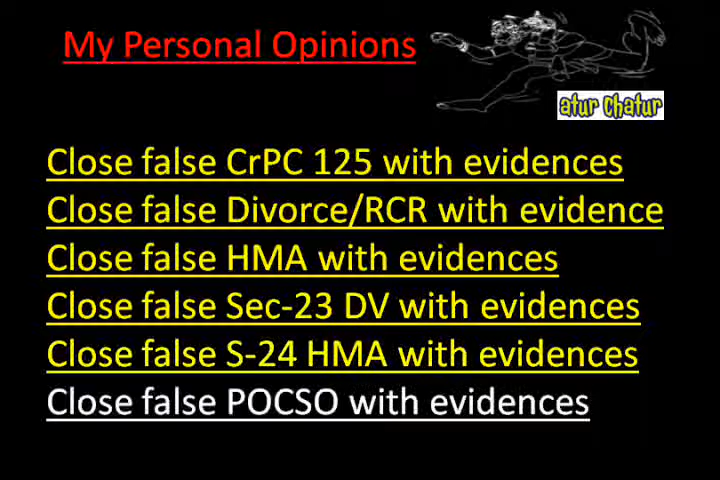 My Personal Opinions
atur Chatur
Close false CrPC 125 with evidences
Close false Divorce/RCR with evidence
Close false HMA with evidences
Close false Sec-23 DV with evidences
Close false S-24 HMA with evidences
Close false POCSO with evidences